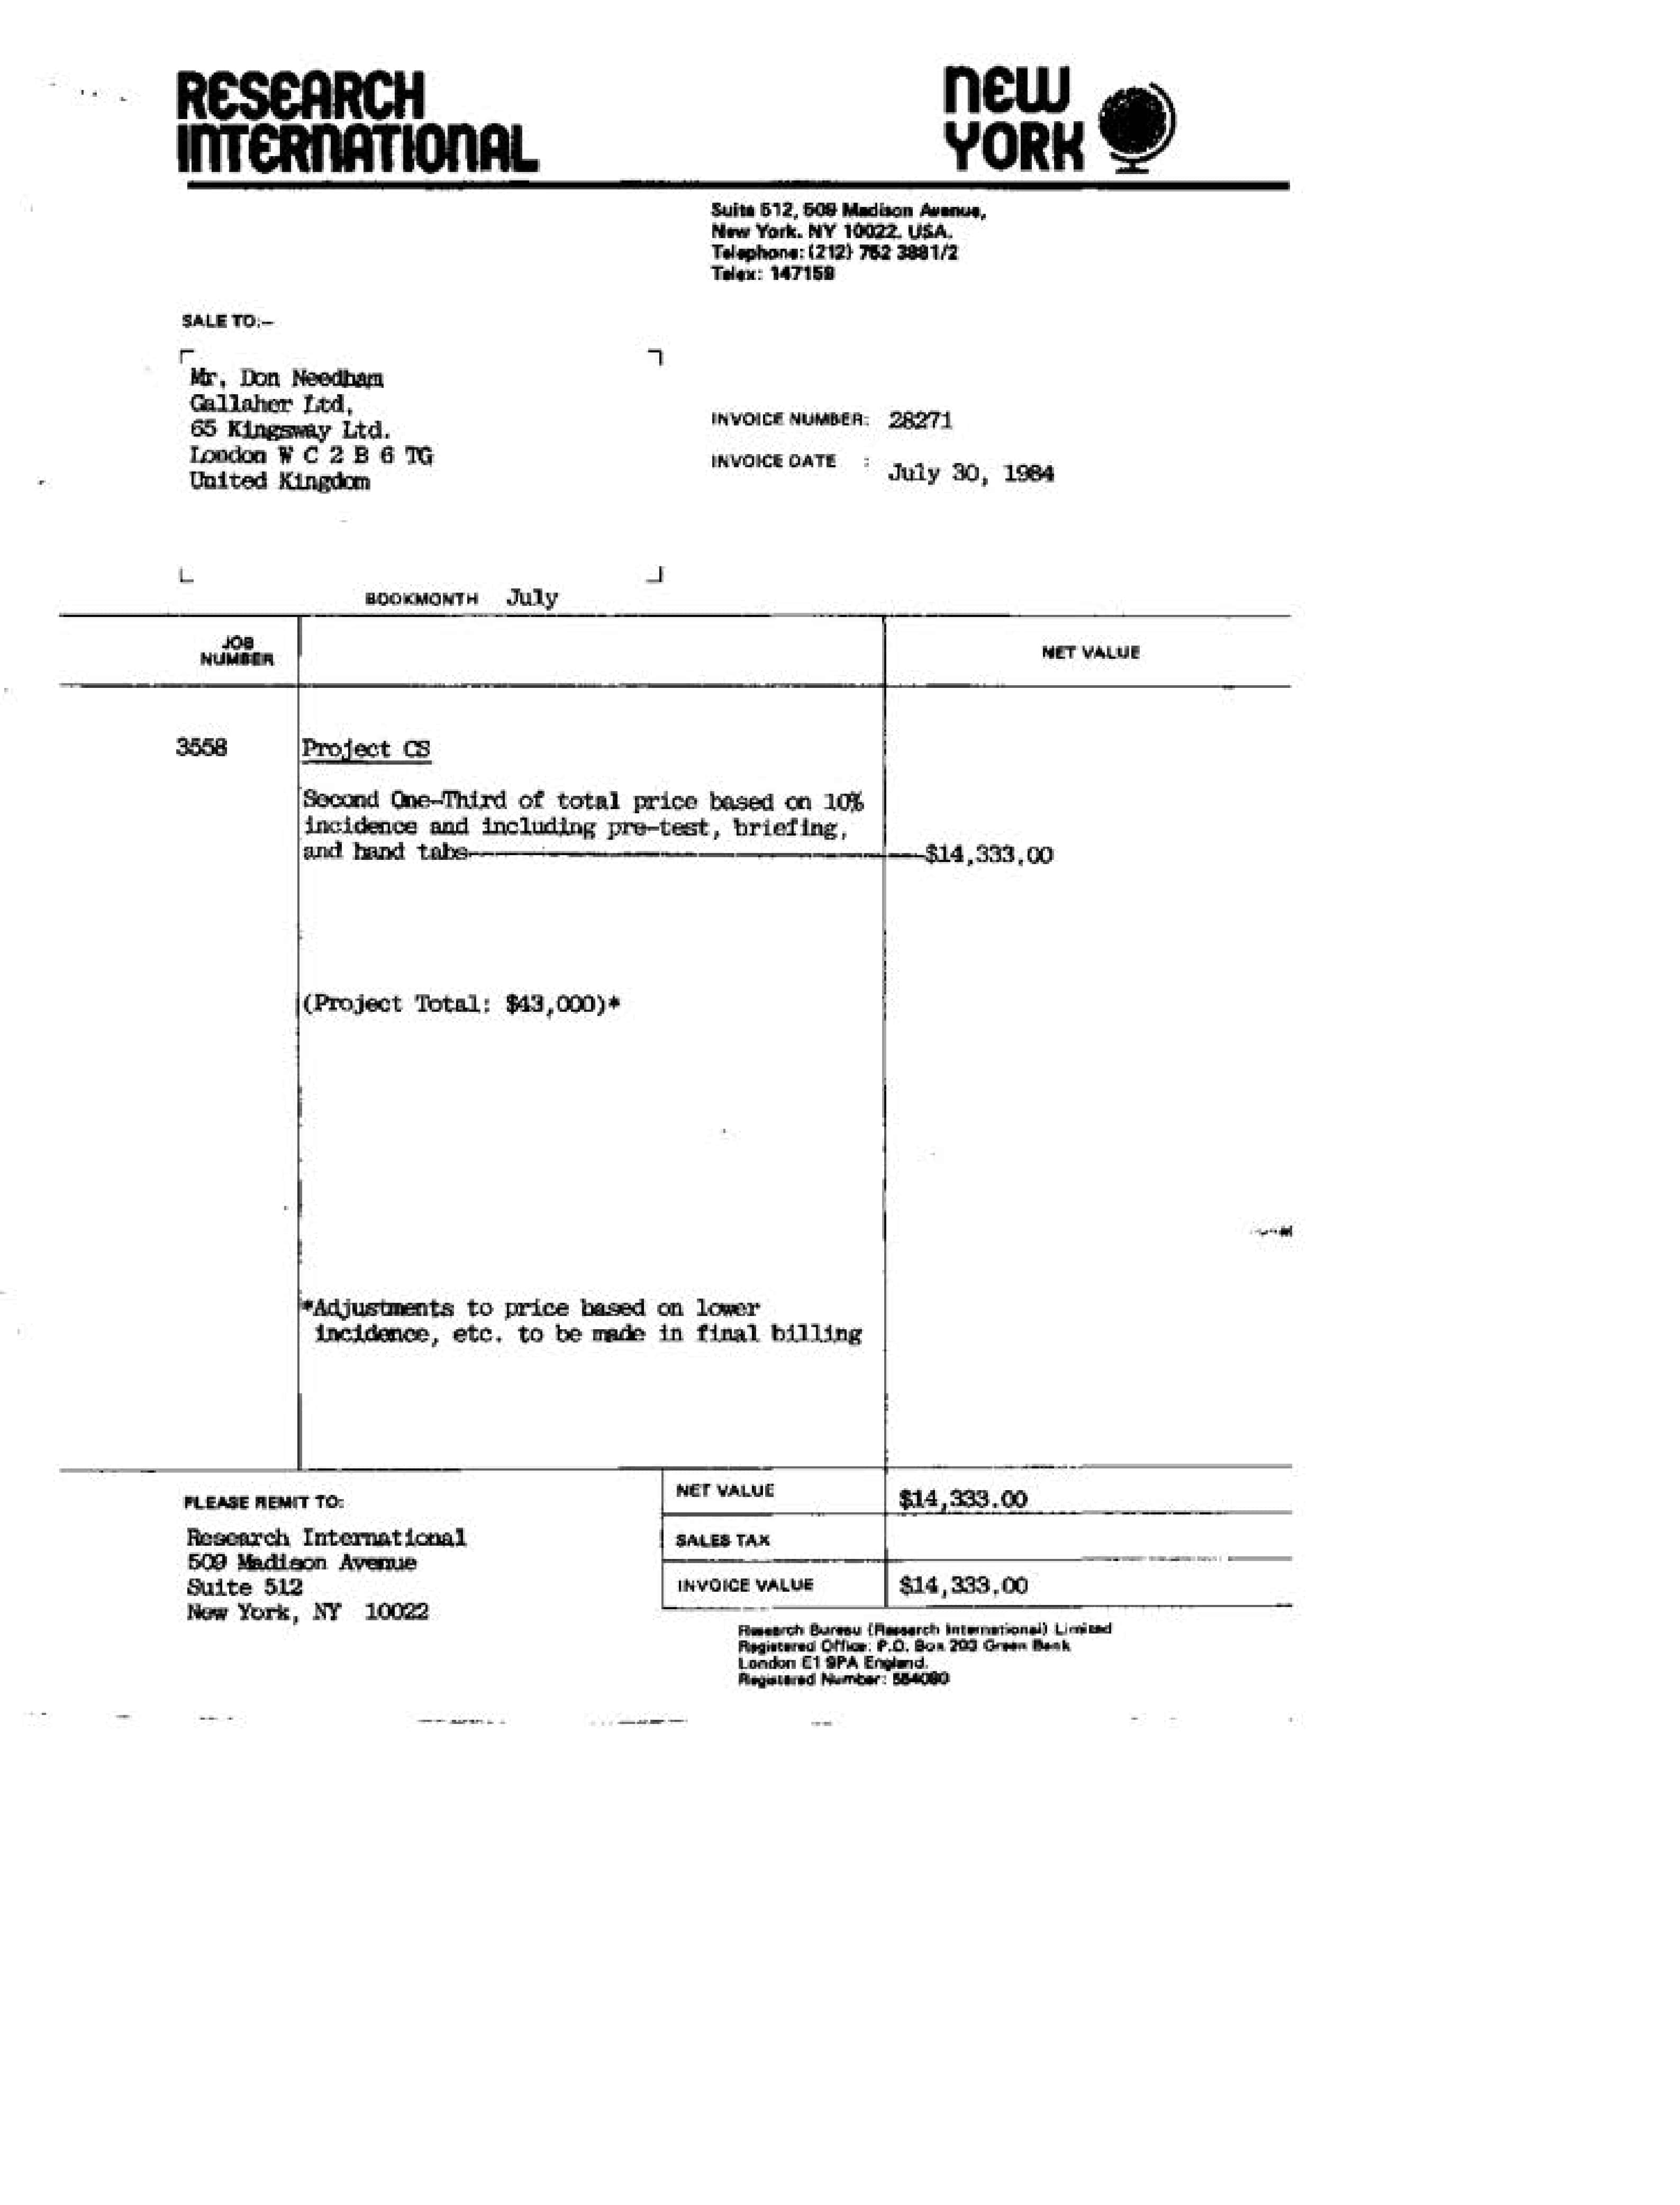 RESEARCH
INTERNATIONAL
NEW
YORK
Suite 512, 509 Madison Avenue,
New York. NY 10022. USA.
Telephone: (212) 752 3881/2
Telex: 147158
SALE TO:—
Mr. Don Needham
Gallaher Ltd,
65 Kingsway Ltd.
London W C 2 B 6 TG
United Kingdom
INVOICE NUMBER: 28271
INVOICE DATE : July 30, 1984
BOOKMONTH July
JOB
NUMBER
NET VALUE
3558 Project CS
Second One-Third of total price based on 10%
incidence and including pre-test, briefing,
and hand tabs----------$14,333.00
(Project Total: $43,000)*
*Adjustments to price based on lower
incidence, etc. to be made in final billing
PLEASE REMIT TO:
Research International
509 Madison Avenue
Suite 512
New York, NY 10022
NET VALUE $14,333.00
SALES TAX
INVOICE VALUE $14,333.00
Research Bureau (Research International) Limited
Registered Office: P.O. Box 203 Green Bank
London E1 9PA England.
Registered Number: 554080